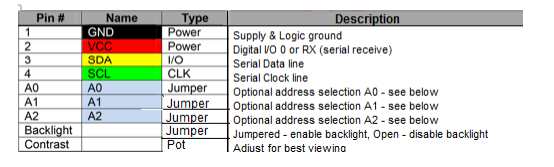 Pin # Name Type Description
1 GND Power Supply & Logic ground
2 VCC Power Digital I/O 0 or RX (serial receive)
3 SDA I/O Serial Data line
4 SCL CLK Serial Clock line
A0 A0 Jumper Optional address selection A0 - see below
A1 A1 Jumper Optional address selection A1 - see below
A2 A2 Jumper Optional address selection A2 - see below
Backlight Jumper Jumpered - enable backlight, Open - disable backlight
Contrast Pot Adjust for best viewing